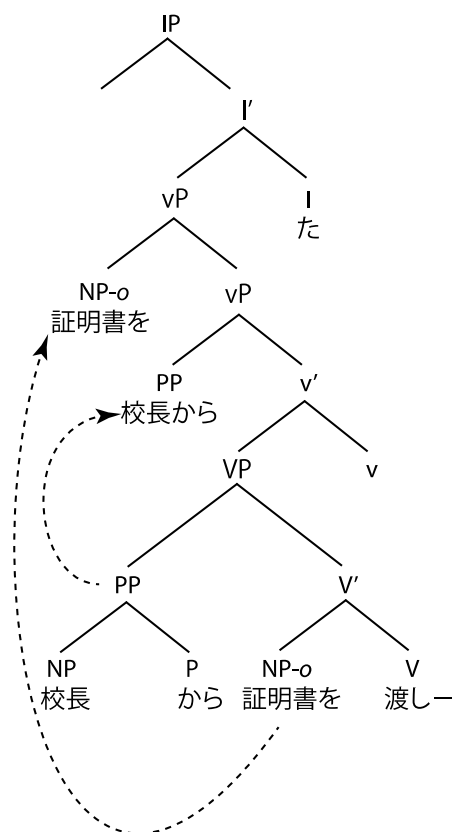 IP
I′
vP I
た
NP-o vP
証明書を
PP v′
校長から
VP v
PP V′
NP P NP-o V
校長 から 証明書を 渡しー